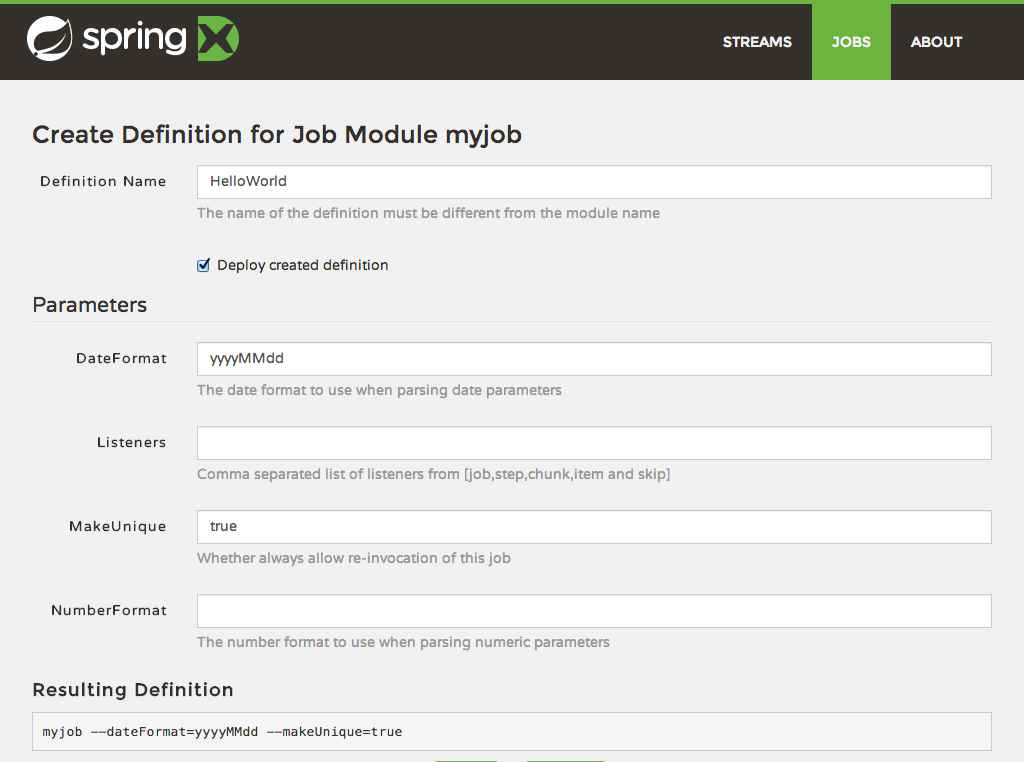 spring X
STREAMS JOBS ABOUT
Create Definition for Job Module myjob
Definition Name HelloWorld
The name of the definition must be different from the module name
Deploy created definition
Parameters
DateFormat yyyyMMdd
The date format to use when parsing date parameters
Listeners
Comma separated list of listeners from [job,step,chunk,item and skip]
MakeUnique true
Whether always allow re-invocation of this job
NumberFormat
The number format to use when parsing numeric parameters
Resulting Definition
myjob --dateFormat=yyyyMMdd --makeUnique=true